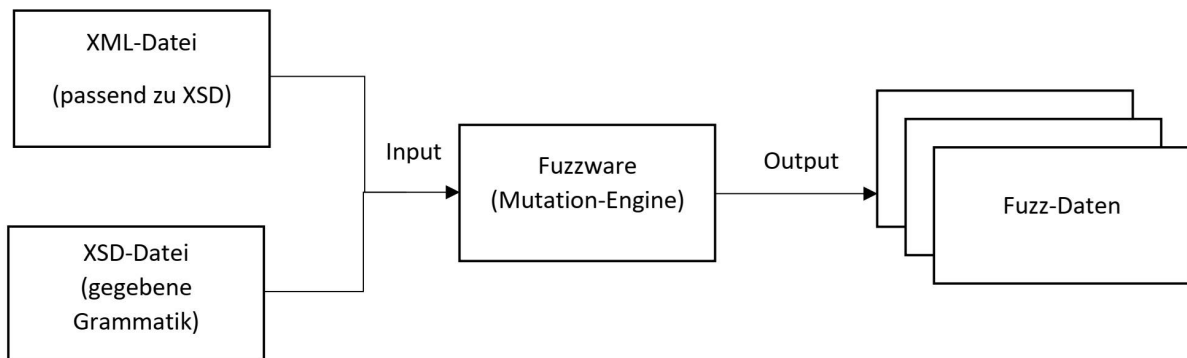 XML-Datei
(passend zu XSD)
Input
Fuzzware
(Mutation-Engine)
Output
Fuzz-Daten
XSD-Datei
(gegebene
Grammatik)